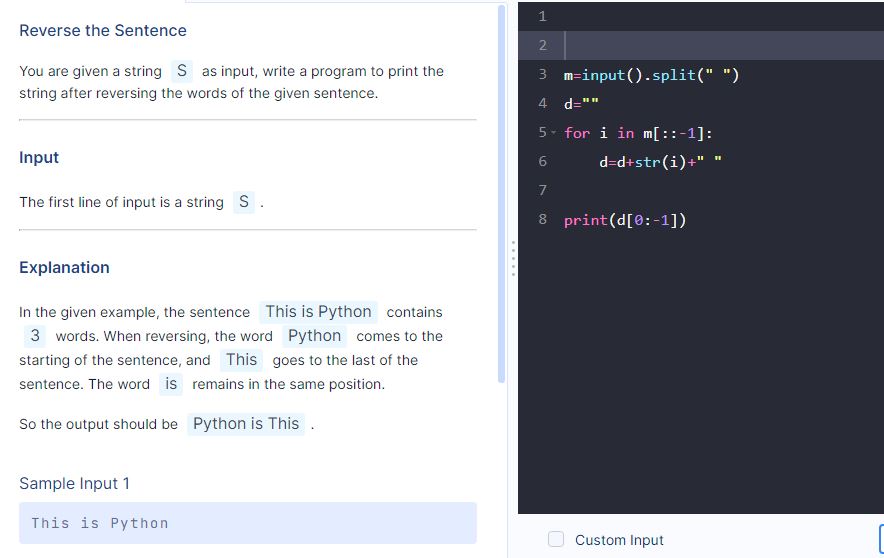 Reverse the Sentence
You are given a string S as input, write a program to print the
string after reversing the words of the given sentence.
Input
The first line of input is a string S .
Explanation
In the given example, the sentence This is Python contains
3 words. When reversing, the word Python comes to the
starting of the sentence, and This goes to the last of the
sentence. The word is remains in the same position.
So the output should be Python is This .
Sample Input 1
This is Python
1
2
3 m=input().split(" ")
4 d=""
5 for i in m[::-1]:
6     d=d+str(i)+" "
7
8 print(d[0:-1])
Custom Input